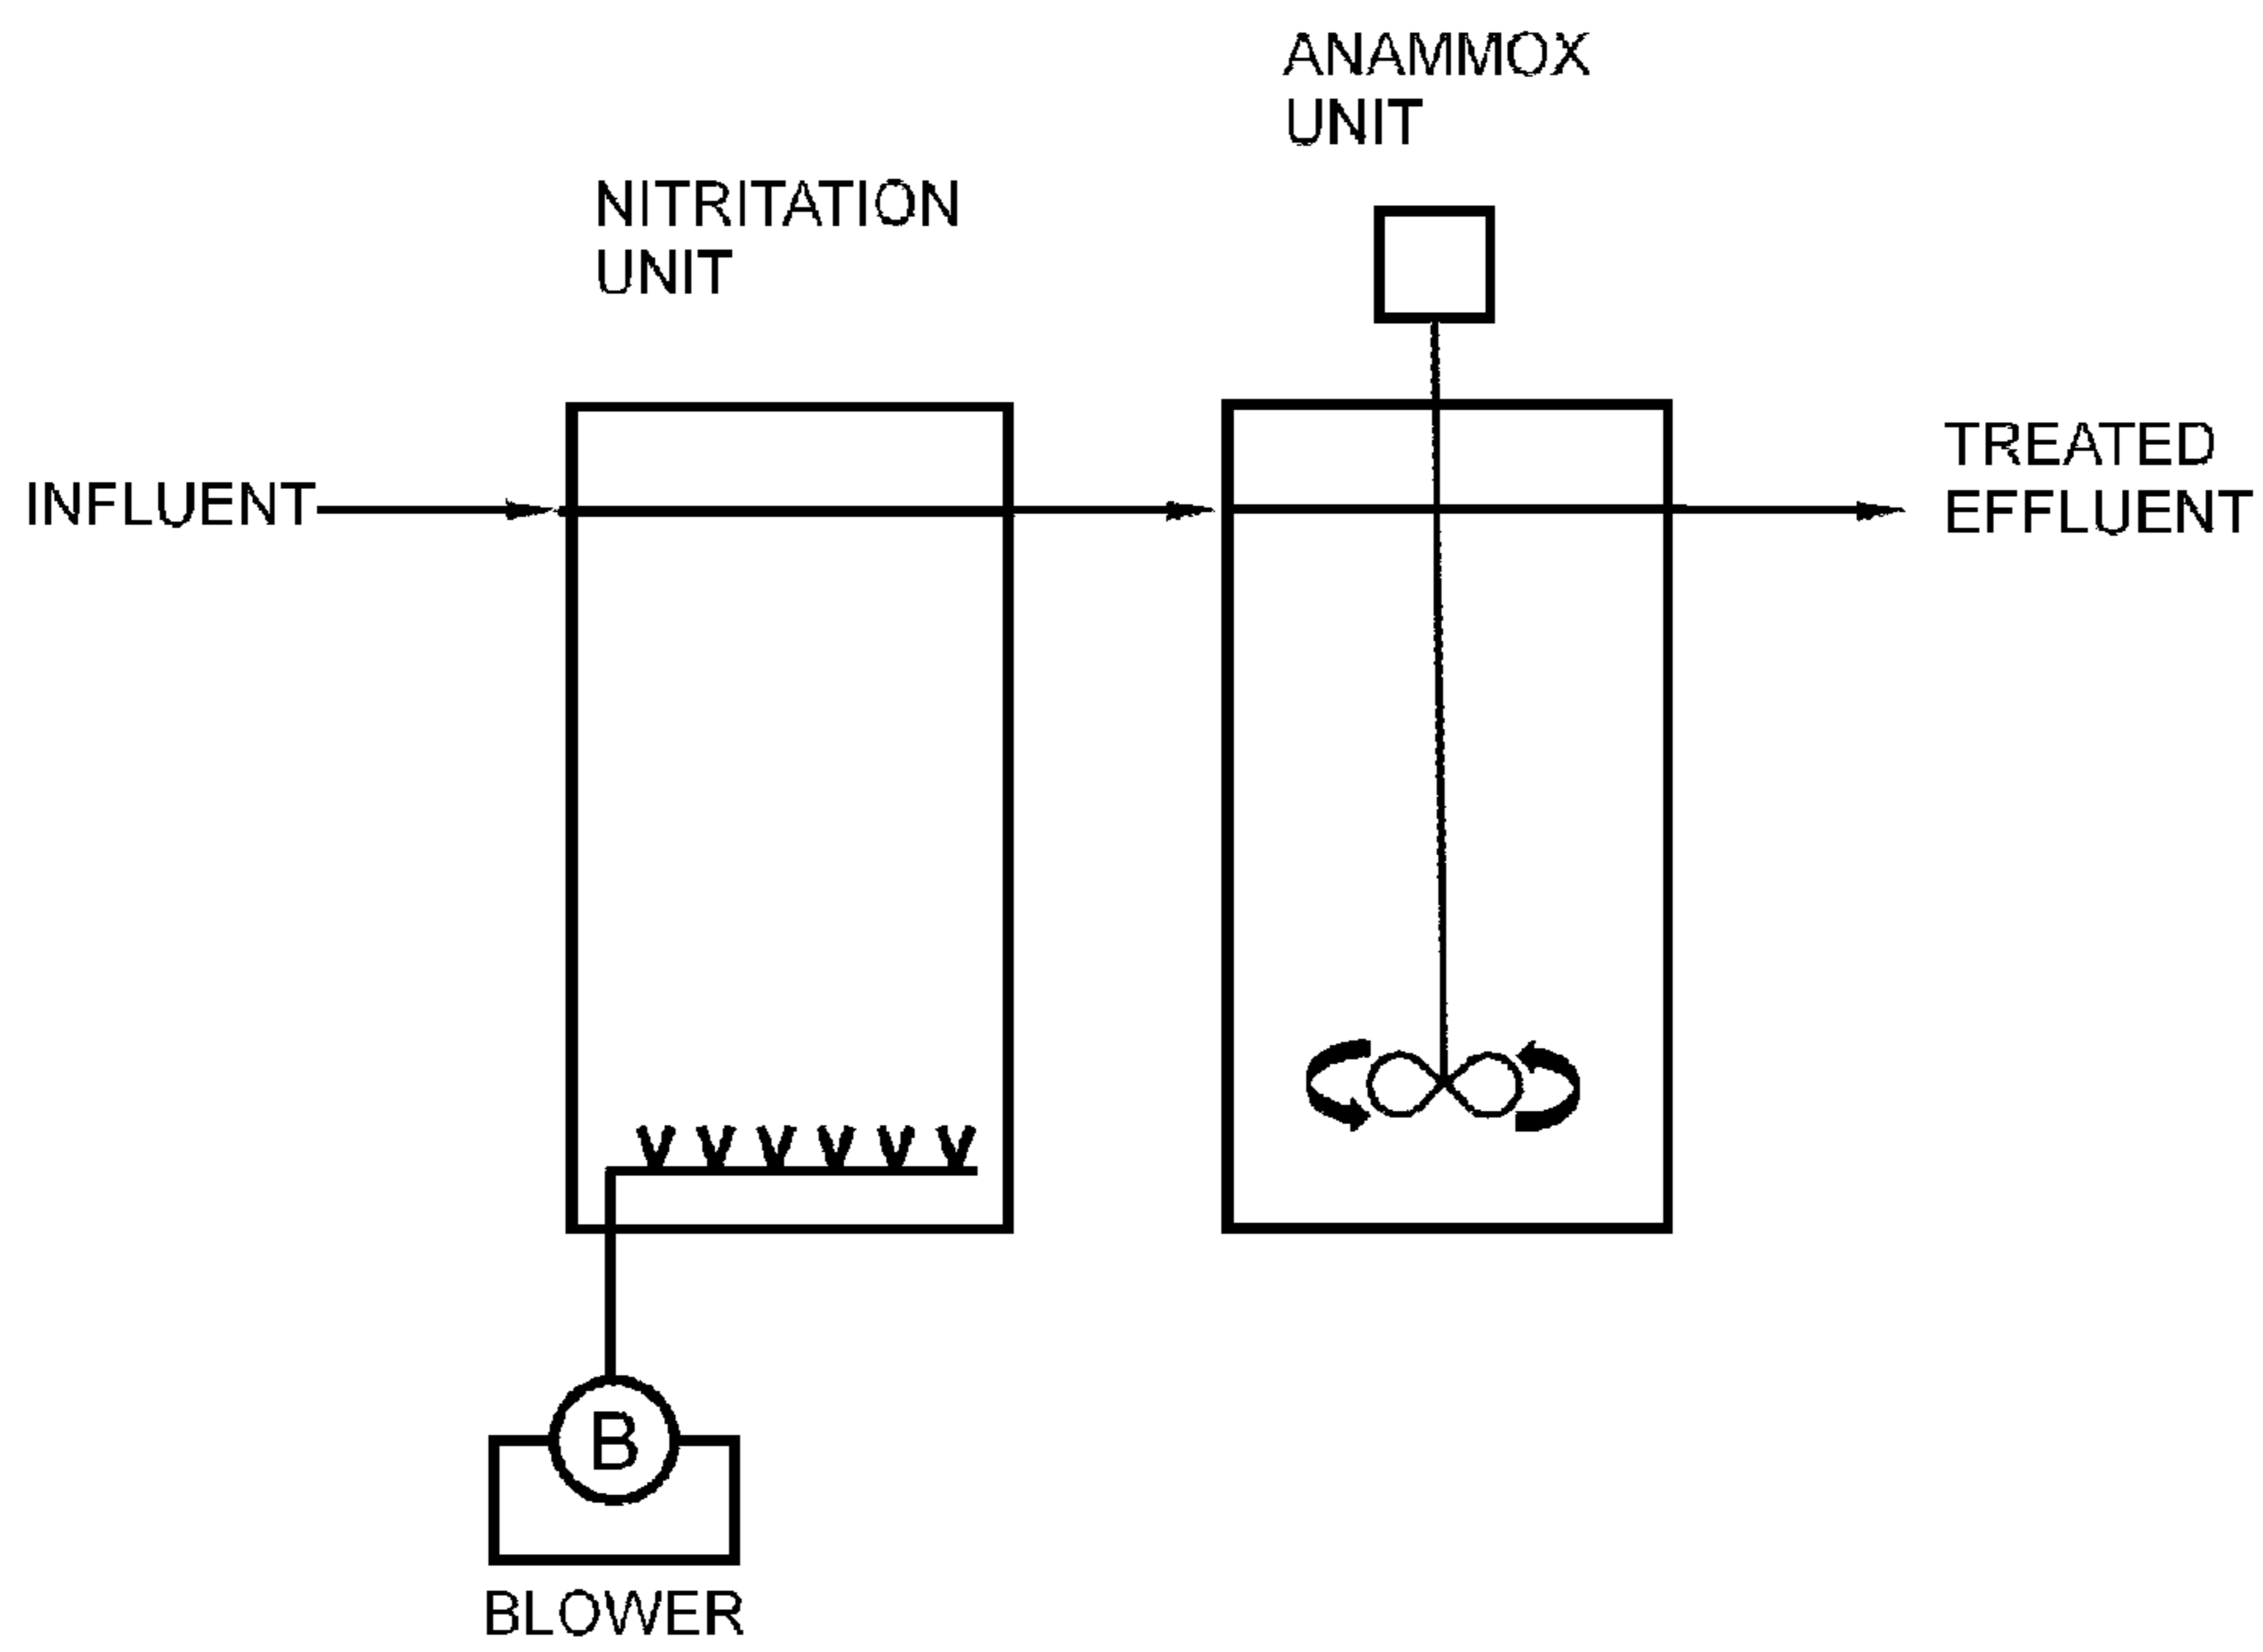 ANAMMOX
UNIT
NITRITATION
UNIT
INFLUENT
TREATED
EFFLUENT
B
BLOWER